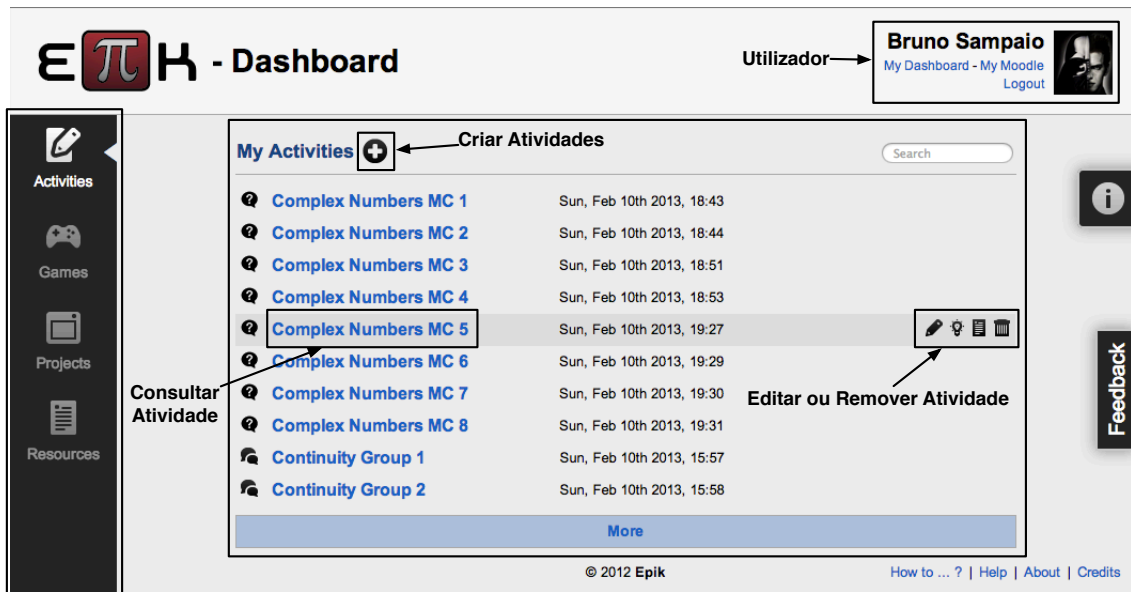 επK - Dashboard
Utilizador
Bruno Sampaio
My Dashboard - My Moodle
Logout
Activities
Games
Projects
Resources
My Activities
Criar Atividades
Search
Complex Numbers MC 1 Sun, Feb 10th 2013, 18:43
Complex Numbers MC 2 Sun, Feb 10th 2013, 18:44
Complex Numbers MC 3 Sun, Feb 10th 2013, 18:51
Complex Numbers MC 4 Sun, Feb 10th 2013, 18:53
Complex Numbers MC 5 Sun, Feb 10th 2013, 19:27
Complex Numbers MC 6 Sun, Feb 10th 2013, 19:29
Complex Numbers MC 7 Sun, Feb 10th 2013, 19:30
Complex Numbers MC 8 Sun, Feb 10th 2013, 19:31
Continuity Group 1 Sun, Feb 10th 2013, 15:57
Continuity Group 2 Sun, Feb 10th 2013, 15:58
Consultar
Atividade
Editar ou Remover Atividade
More
Feedback
© 2012 Epik
How to ... ? | Help | About | Credits